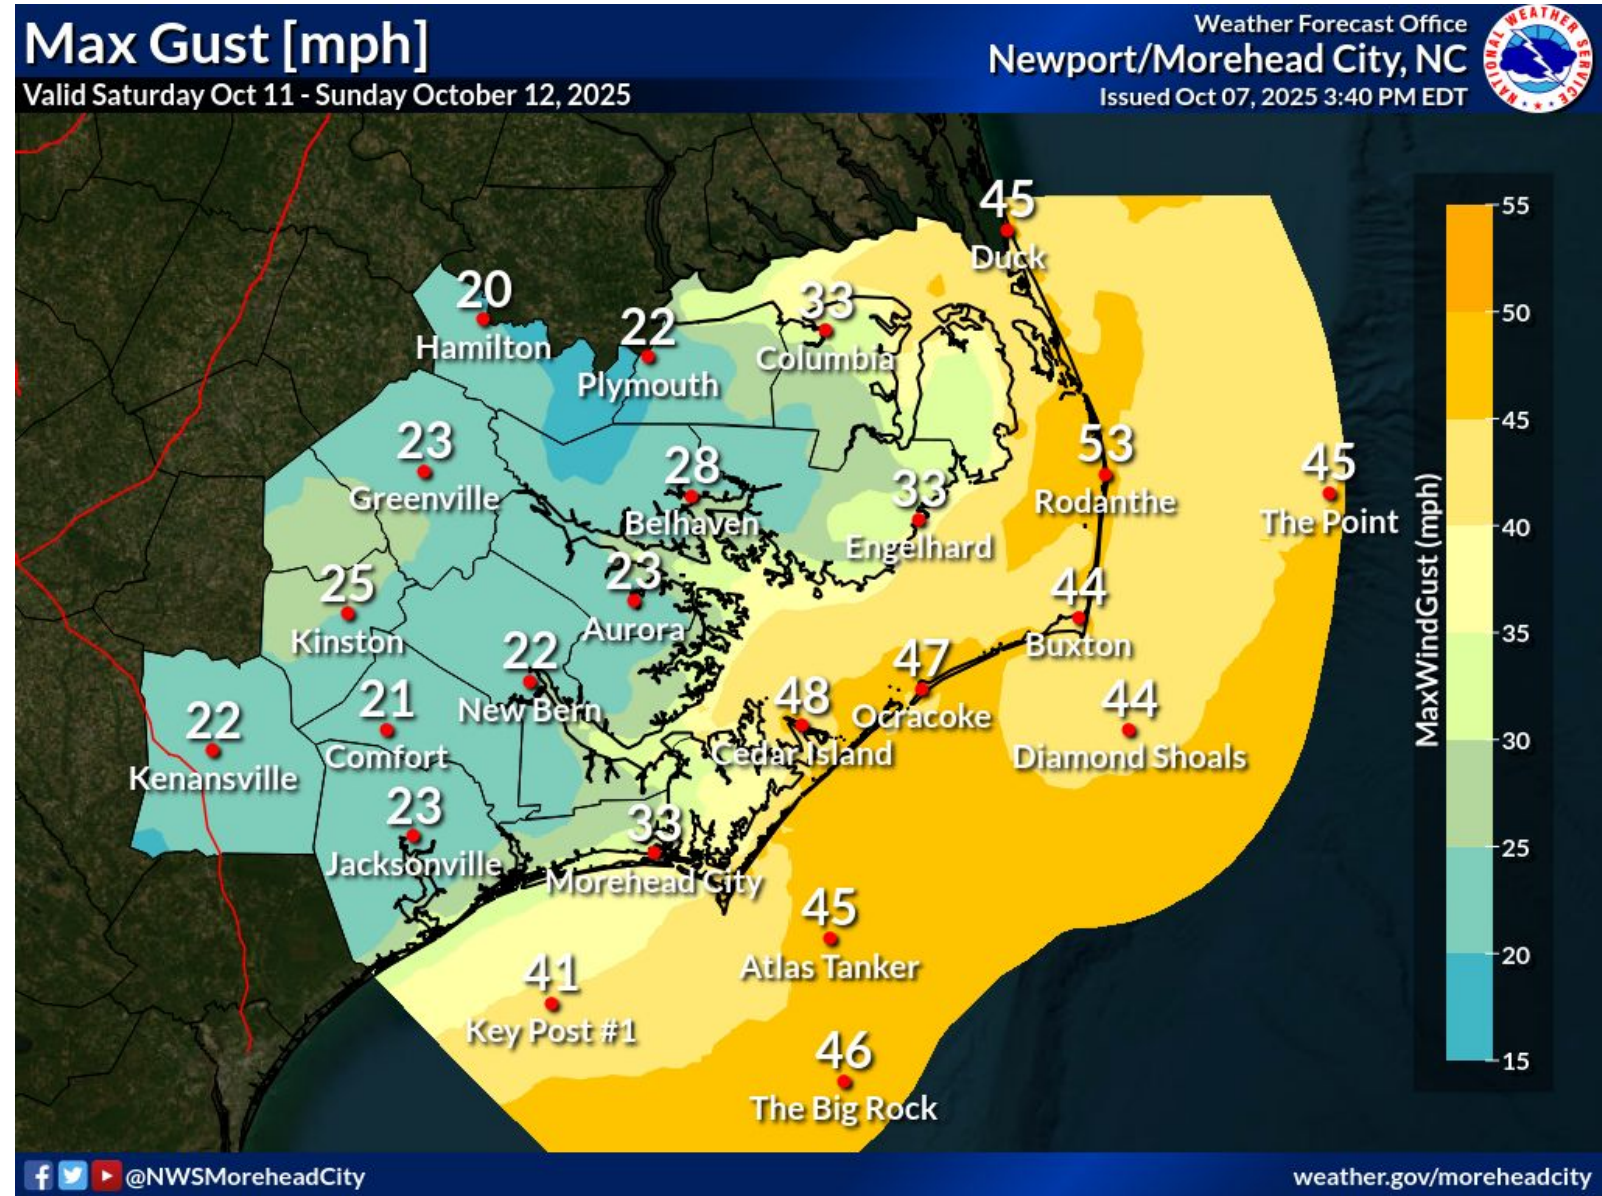 Max Gust [mph]
Valid Saturday Oct 11 - Sunday October 12, 2025
Weather Forecast Office
Newport/Morehead City, NC
Issued Oct 07, 2025 3:40 PM EDT
NATIONAL WEATHER SERVICE
45
Duck
20
Hamilton
22
Plymouth
33
Columbia
23
Greenville
28
Belhaven
33
Engelhard
53
Rodanthe
45
The Point
25
Kinston
23
Aurora
44
Buxton
22
New Bern
47
Ocracoke
48
Cedar Island
44
Diamond Shoals
22
Kenansville
21
Comfort
23
Jacksonville
33
Morehead City
45
Atlas Tanker
41
Key Post #1
46
The Big Rock
55
50
45
40
35
30
25
20
15
MaxWindGust (mph)
@NWSMoreheadCity
weather.gov/moreheadcity